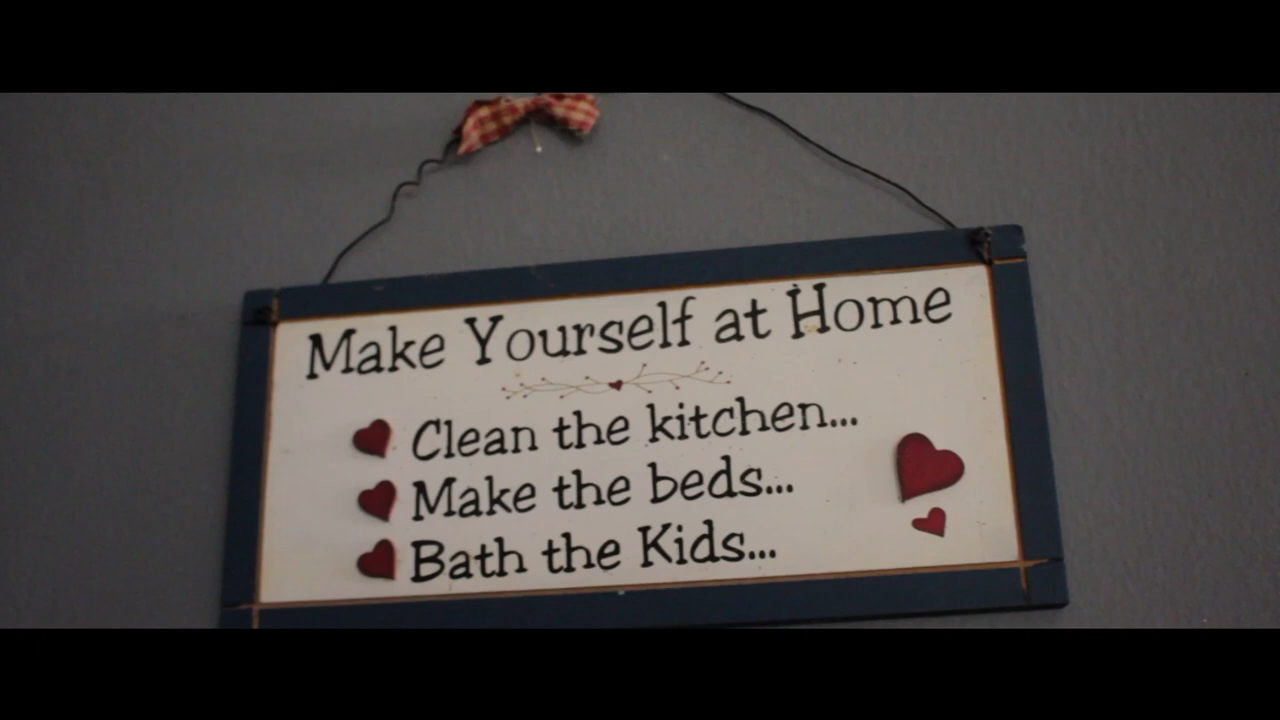 Make Yourself at Home
Clean the kitchen...
Make the beds...
Bath the Kids...